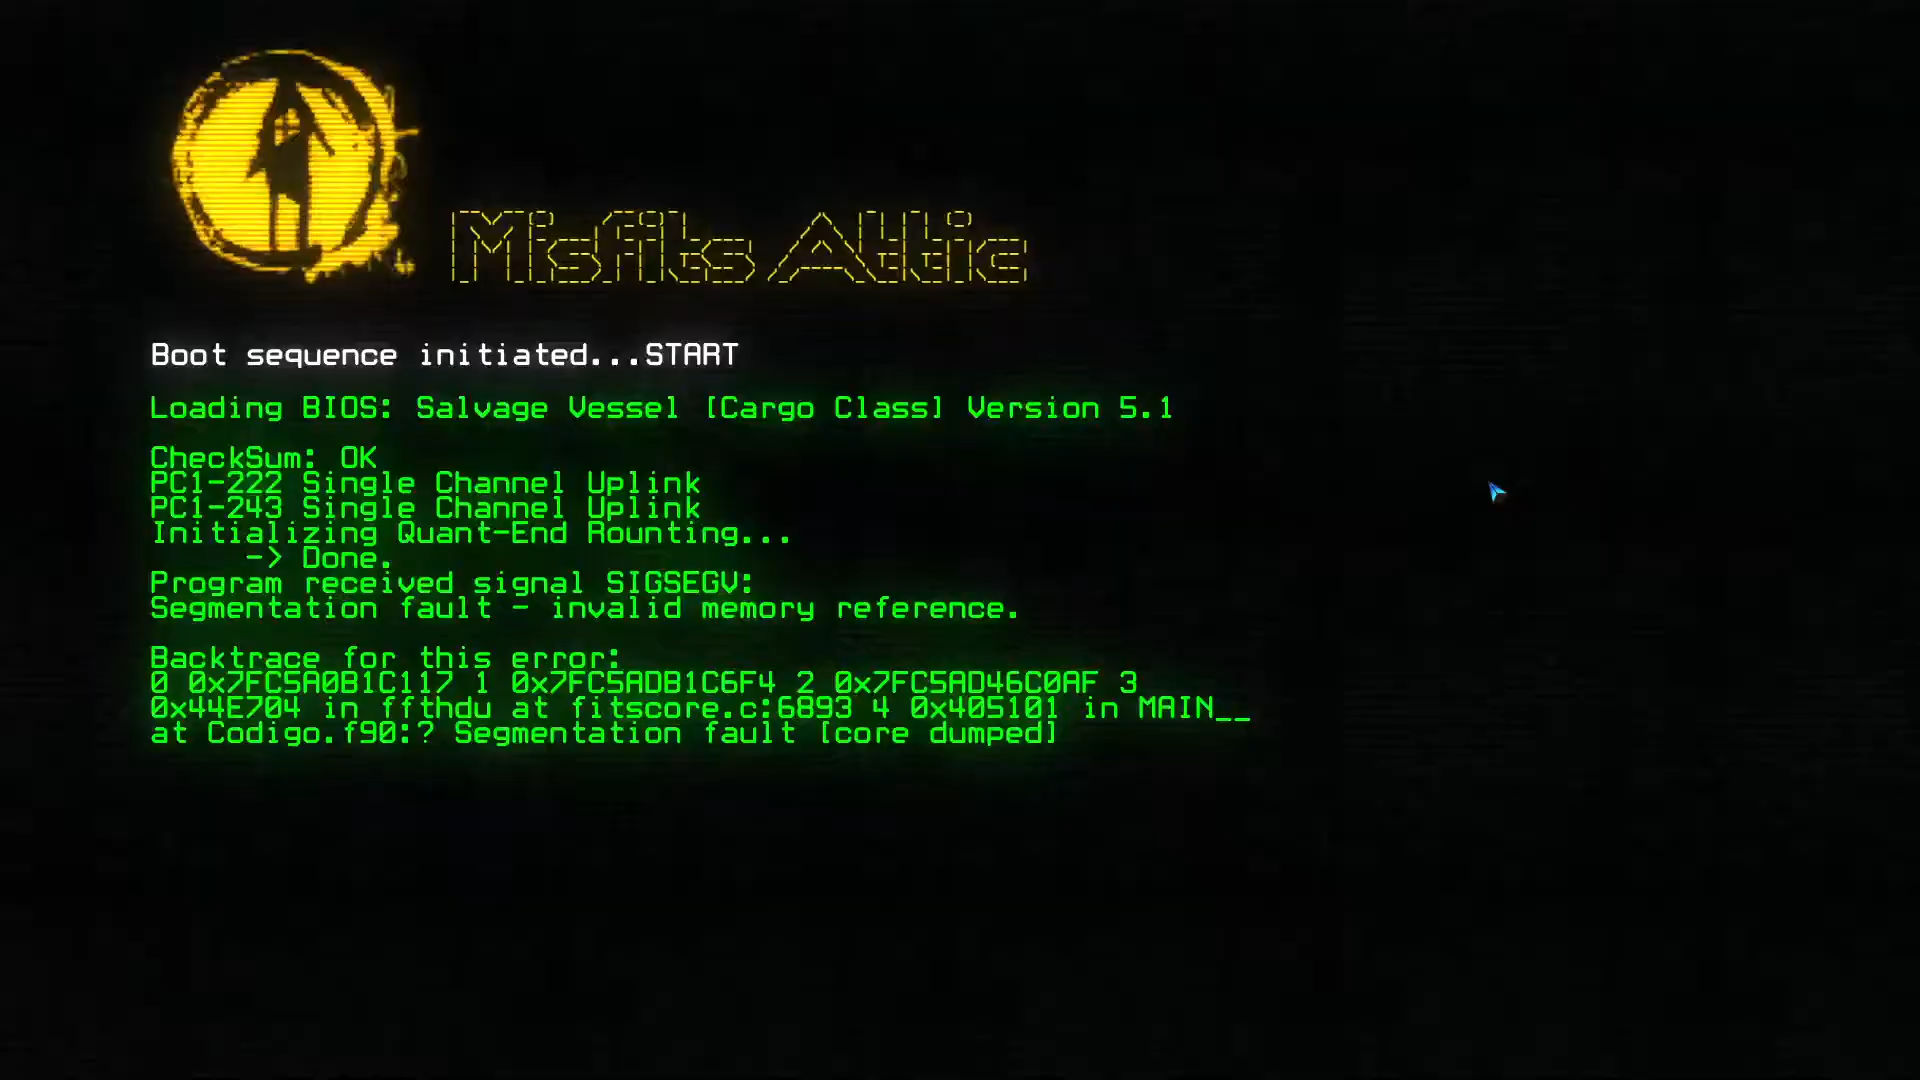 Misfits Attic
Boot sequence initiated...START
Loading BIOS: Salvage Vessel [Cargo Class] Version 5.1
CheckSum: OK
PC1-222 Single Channel Uplink
PC1-243 Single Channel Uplink
Initializing Quant-End Rounting...
-> Done.
Program received signal SIGSEGV:
Segmentation fault - invalid memory reference.
Backtrace for this error:
0 0x7FC5A0B1C117 1 0x7FC5ADB1C6F4 2 0x7FC5AD46C0AF 3
0x44E704 in ffthdu at fitscore.c:6893 4 0x405101 in MAIN__
at Codigo.f90:? Segmentation fault [core dumped]